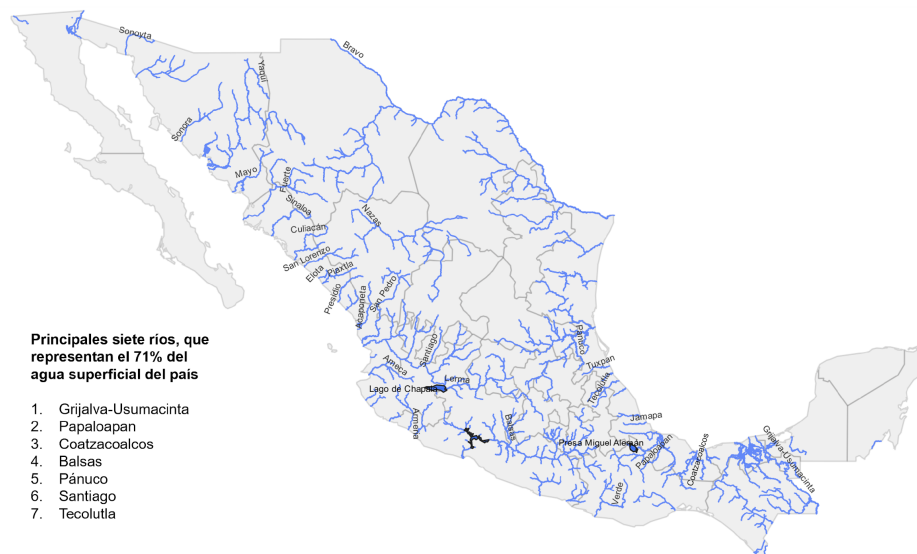 Sonoyta
Bravo
Yaqui
Sonora
Mayo
Fuerte
Sinaloa
Nazas
Culiacán
San Lorenzo
Elota
Piaxtla
San Pedro
Presidio
Acaponeta
Santiago
Pánuco
Principales siete ríos, que
representan el 71% del
agua superficial del país
Ameca
Lerma
Lago de Chapala
Tuxpan
Tecolutla
Armería
Balsas
Jamapa
Presa Miguel Alemán
Papaloapan
Coatzacoalcos
Grijalva-Usumacinta
Verde
1. Grijalva-Usumacinta
2. Papaloapan
3. Coatzacoalcos
4. Balsas
5. Pánuco
6. Santiago
7. Tecolutla